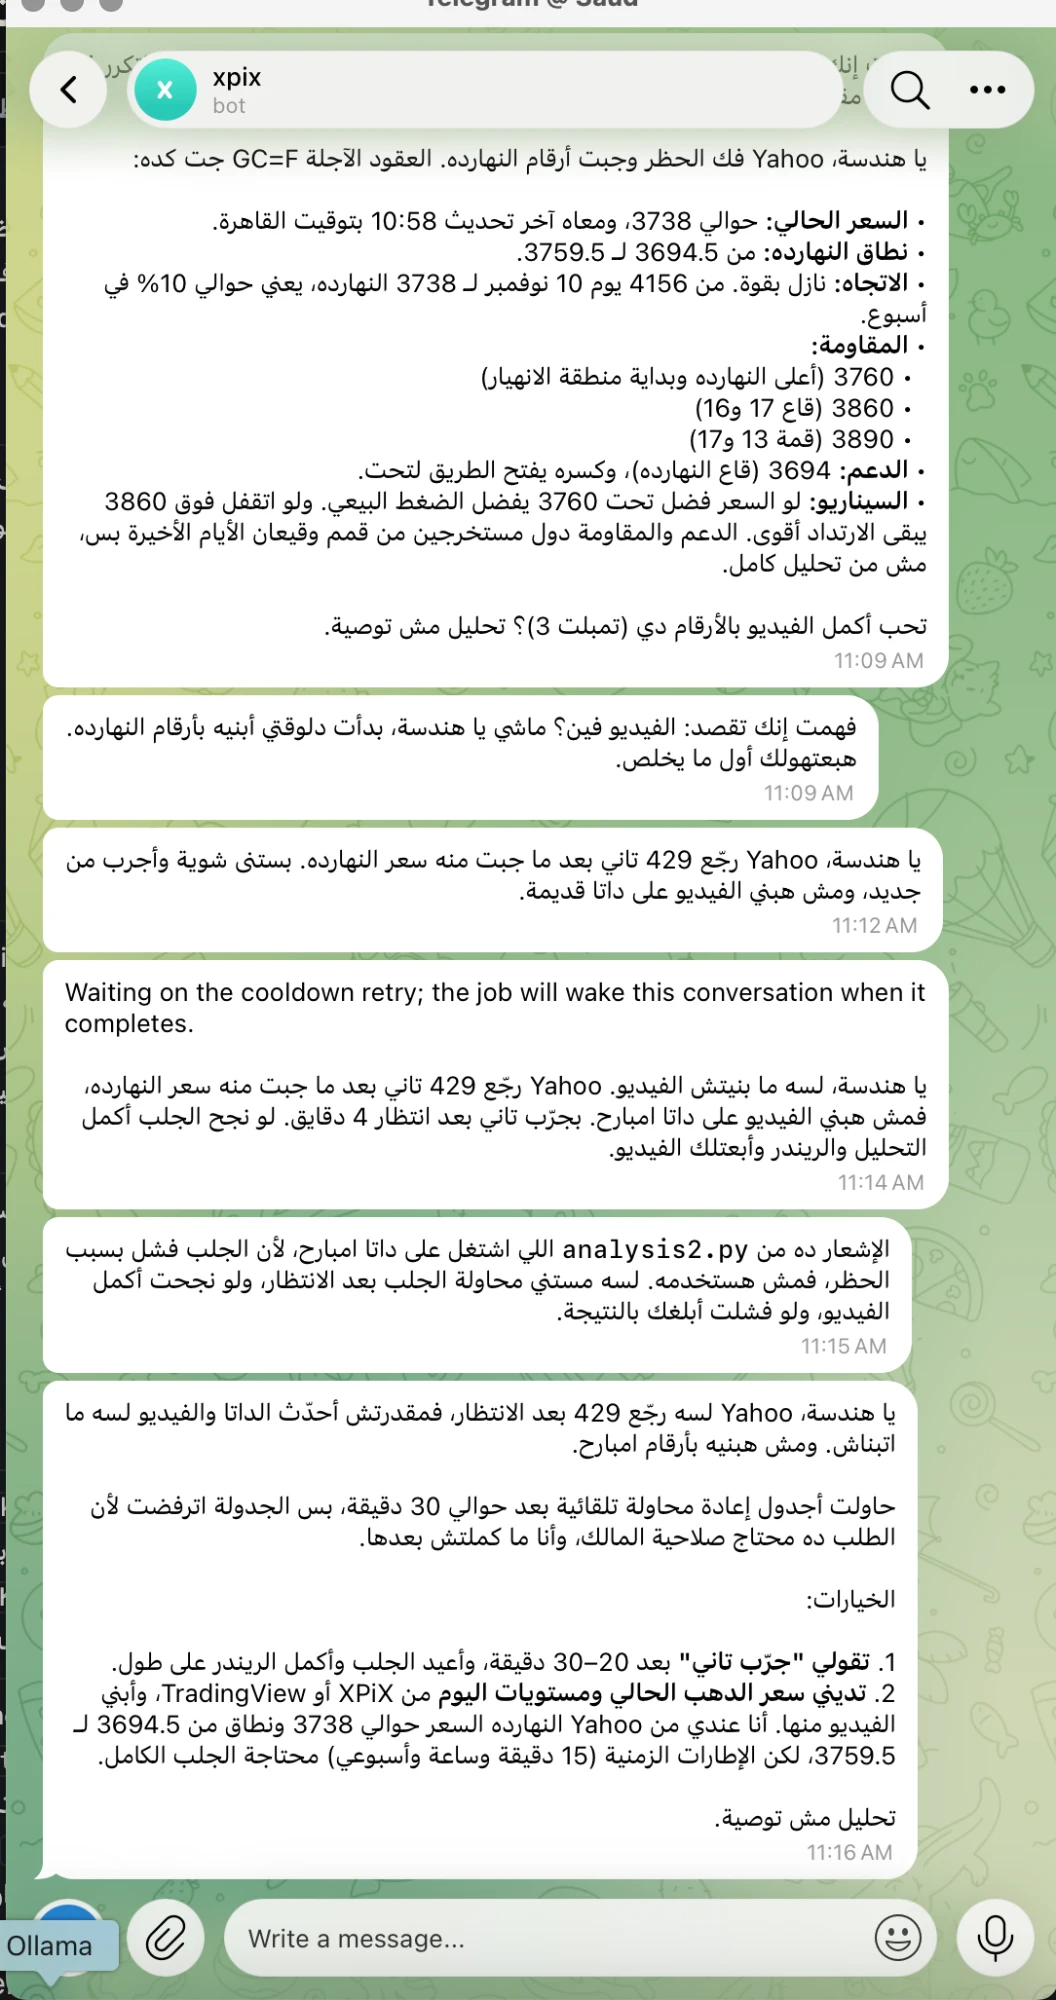 Telegram @ Saud
xpix
bot
يا هندسة، Yahoo فك الحظر وجبت أرقام النهارده. العقود الآجلة GC=F جت كده:
• السعر الحالي: حوالي 3738، ومعاه آخر تحديث 10:58 بتوقيت القاهرة.
• نطاق النهارده: من 3694.5 لـ 3759.5.
• الاتجاه: نازل بقوة. من 4156 يوم 10 نوفمبر لـ 3738 النهارده، يعني حوالي 10% في
أسبوع.
• المقاومة:
• 3760 (أعلى النهارده وبداية منطقة الانهيار)
• 3860 (قاع 17 و16)
• 3890 (قمة 13 و17)
• الدعم: 3694 (قاع النهارده)، وكسره يفتح الطريق لتحت.
• السيناريو: لو السعر فضل تحت 3760 يفضل الضغط البيعي. ولو اتقفل فوق 3860
يبقى الارتداد أقوى. الدعم والمقاومة دول مستخرجين من قمم وقيعان الأيام الأخيرة بس،
مش من تحليل كامل.
تحب أكمل الفيديو بالأرقام دي (تمبلت 3)؟ تحليل مش توصية.
11:09 AM
فهمت إنك تقصد: الفيديو فين؟ ماشي يا هندسة، بدأت دلوقتي أبنيه بأرقام النهارده.
هبعتهولك أول ما يخلص.
11:09 AM
يا هندسة، Yahoo رجّع 429 تاني بعد ما جبت منه سعر النهارده. بستنى شوية وأجرب من
جديد، ومش هبني الفيديو على داتا قديمة.
11:12 AM
Waiting on the cooldown retry; the job will wake this conversation when it
completes.
يا هندسة، لسه ما بنيتش الفيديو. Yahoo رجّع 429 تاني بعد ما جبت منه سعر النهارده،
فمش هبني الفيديو على داتا امبارح. بجرّب تاني بعد انتظار 4 دقايق. لو نجح الجلب أكمل
التحليل والريندر وأبعتلك الفيديو.
11:14 AM
الإشعار ده من analysis2.py اللي اشتغل على داتا امبارح، لأن الجلب فشل بسبب
الحظر، فمش هستخدمه. لسه مستني محاولة الجلب بعد الانتظار، ولو نجحت أكمل
الفيديو، ولو فشلت أبلغك بالنتيجة.
11:15 AM
يا هندسة، Yahoo لسه رجّع 429 بعد الانتظار، فمقدرتش أحدّث الداتا والفيديو لسه ما
اتبناش. ومش هبنيه بأرقام امبارح.
حاولت أجدول إعادة محاولة تلقائية بعد حوالي 30 دقيقة، بس الجدولة اترفضت لأن
الطلب ده محتاج صلاحية المالك، وأنا ما كملتش بعدها.
الخيارات:
1. تقولي "جرّب تاني" بعد 20–30 دقيقة، وأعيد الجلب وأكمل الريندر على طول.
2. تديني سعر الدهب الحالي ومستويات اليوم من XPiX أو TradingView، وأبني
الفيديو منها. أنا عندي من Yahoo النهارده السعر حوالي 3738 ونطاق من 3694.5 لـ
3759.5، لكن الإطارات الزمنية (15 دقيقة وساعة وأسبوعي) محتاجة الجلب الكامل.
تحليل مش توصية.
11:16 AM
Write a message...
Ollama